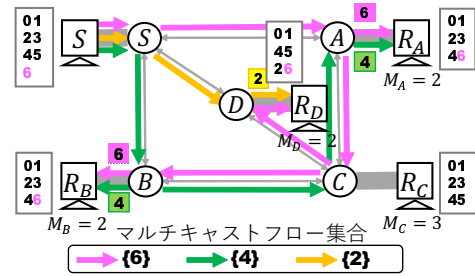 01
23
45
6
S
S
6
4
A
R_A
M_A = 2
01
23
46
01
45
26
2
D
R_D
M_D = 2
01
23
46
6
4
R_B
M_B = 2
B
C
R_C
M_C = 3
01
23
45
マルチキャストフロー集合
{6} {4} {2}